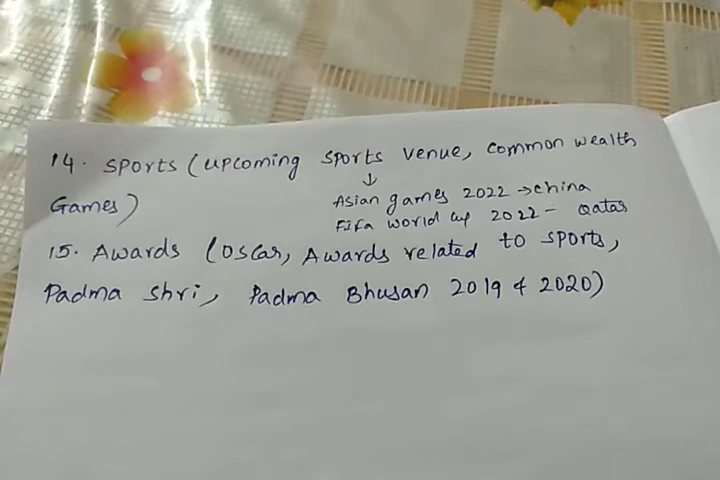 14. Sports (upcoming sports venue, Common wealth
Games)
↓
Asian games 2022 → China
Fifa world cup 2022 - Qatar
15. Awards (Oscar, Awards related to sports,
Padma Shri, Padma Bhusan 2019 & 2020)